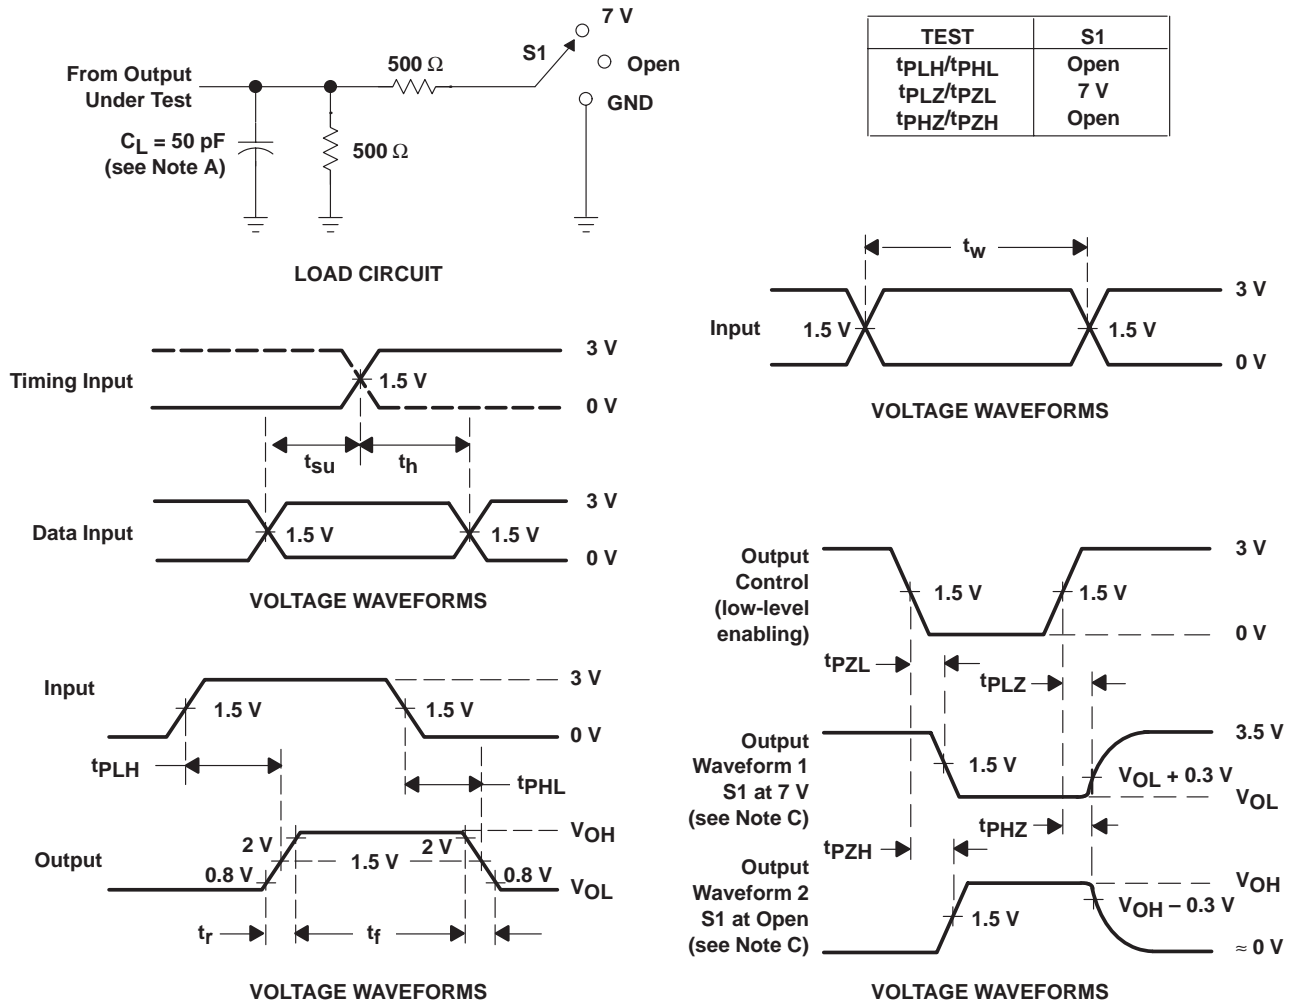 7 V
S1
Open
GND
500 Ω
From Output
Under Test
CL = 50 pF
(see Note A)
500 Ω
LOAD CIRCUIT
TEST S1
tPLH/tPHL Open
tPLZ/tPZL 7 V
tPHZ/tPZH Open
tw
3 V
Input 1.5 V 1.5 V
0 V
VOLTAGE WAVEFORMS
3 V
Timing Input 1.5 V
0 V
tsu th
3 V
Data Input 1.5 V 1.5 V
0 V
VOLTAGE WAVEFORMS
3 V
Input 1.5 V 1.5 V
0 V
tPLH tPHL
VOH
2 V 2 V
Output 1.5 V
0.8 V 0.8 V
VOL
tr tf
VOLTAGE WAVEFORMS
Output
Control
(low-level
enabling)
3 V
1.5 V 1.5 V
0 V
tPZL tPLZ
Output
Waveform 1
S1 at 7 V
(see Note C)
3.5 V
1.5 V
VOL + 0.3 V
VOL
tPHZ
tPZH
Output
Waveform 2
S1 at Open
(see Note C)
VOH
VOH − 0.3 V
1.5 V
≈ 0 V
VOLTAGE WAVEFORMS